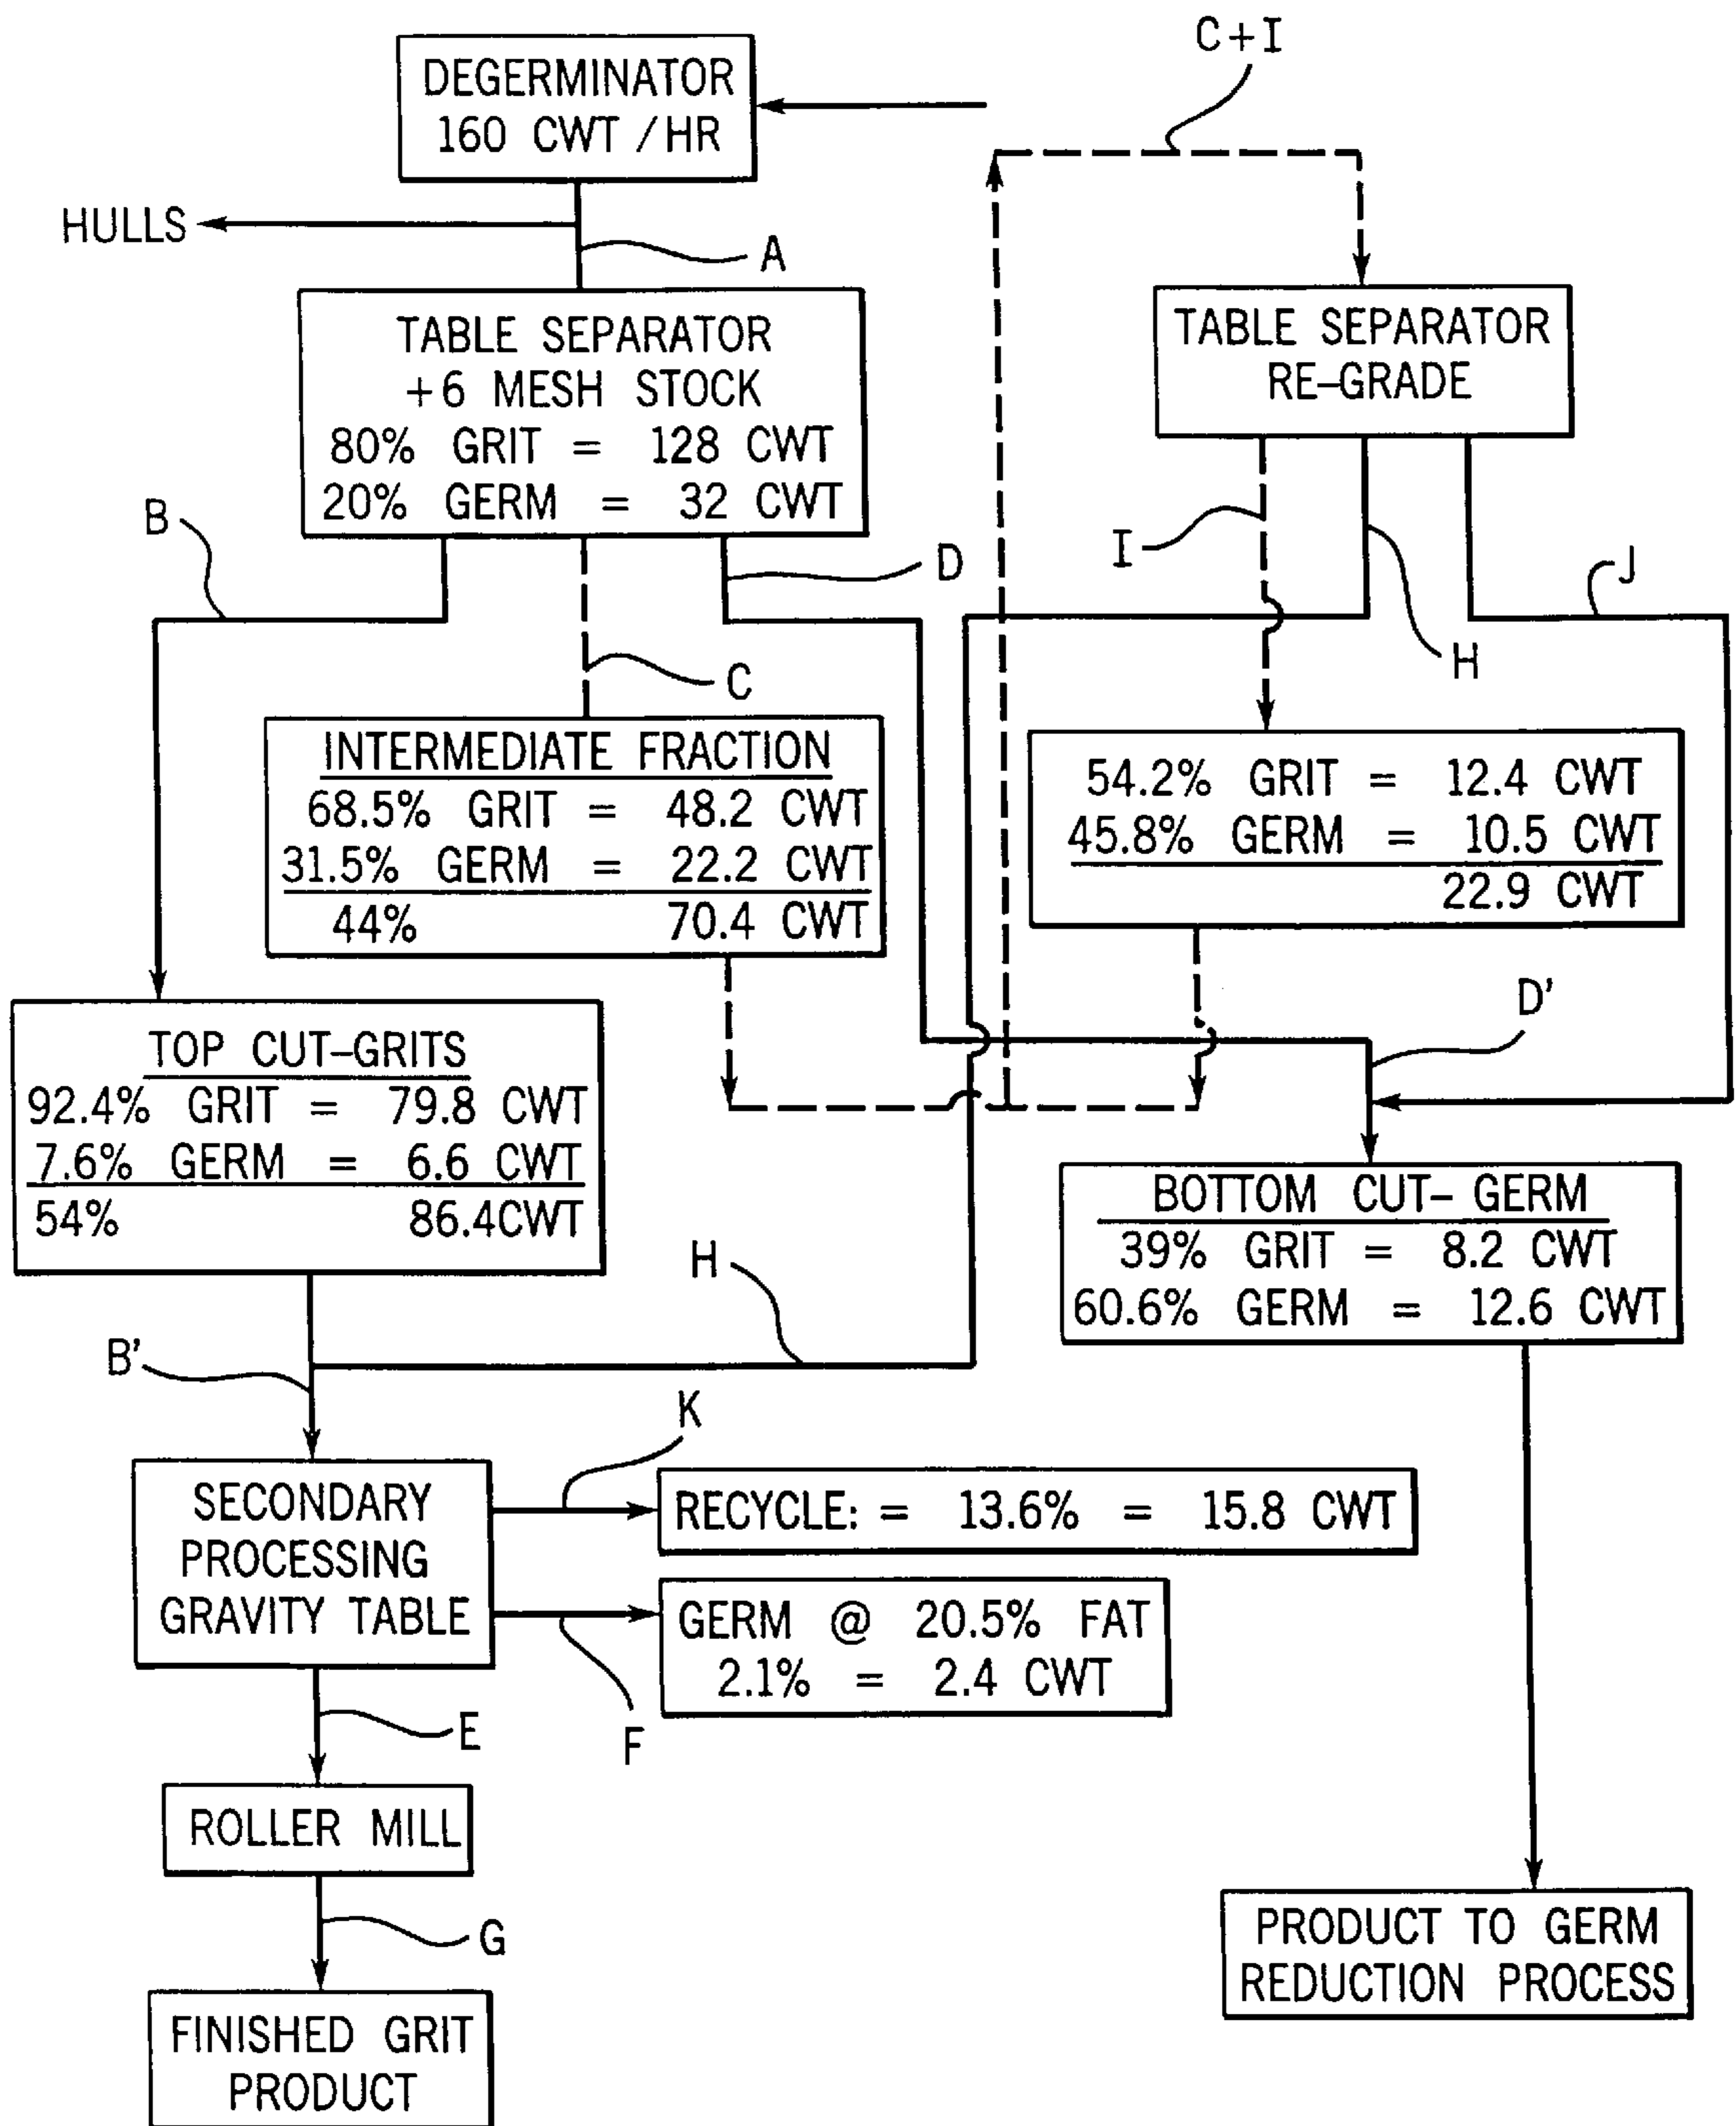 C+I
DEGERMINATOR
160 CWT /HR
HULLS
A
TABLE SEPARATOR
+6 MESH STOCK
80% GRIT = 128 CWT
20% GERM = 32 CWT
TABLE SEPARATOR
RE-GRADE
B
D
I
J
H
C
INTERMEDIATE FRACTION
68.5% GRIT = 48.2 CWT
31.5% GERM = 22.2 CWT
44% 70.4 CWT
54.2% GRIT = 12.4 CWT
45.8% GERM = 10.5 CWT
22.9 CWT
D'
TOP CUT-GRITS
92.4% GRIT = 79.8 CWT
7.6% GERM = 6.6 CWT
54% 86.4CWT
BOTTOM CUT- GERM
39% GRIT = 8.2 CWT
60.6% GERM = 12.6 CWT
H
B'
K
SECONDARY
PROCESSING
GRAVITY TABLE
RECYCLE: = 13.6% = 15.8 CWT
GERM @ 20.5% FAT
2.1% = 2.4 CWT
E
F
ROLLER MILL
G
FINISHED GRIT
PRODUCT
PRODUCT TO GERM
REDUCTION PROCESS